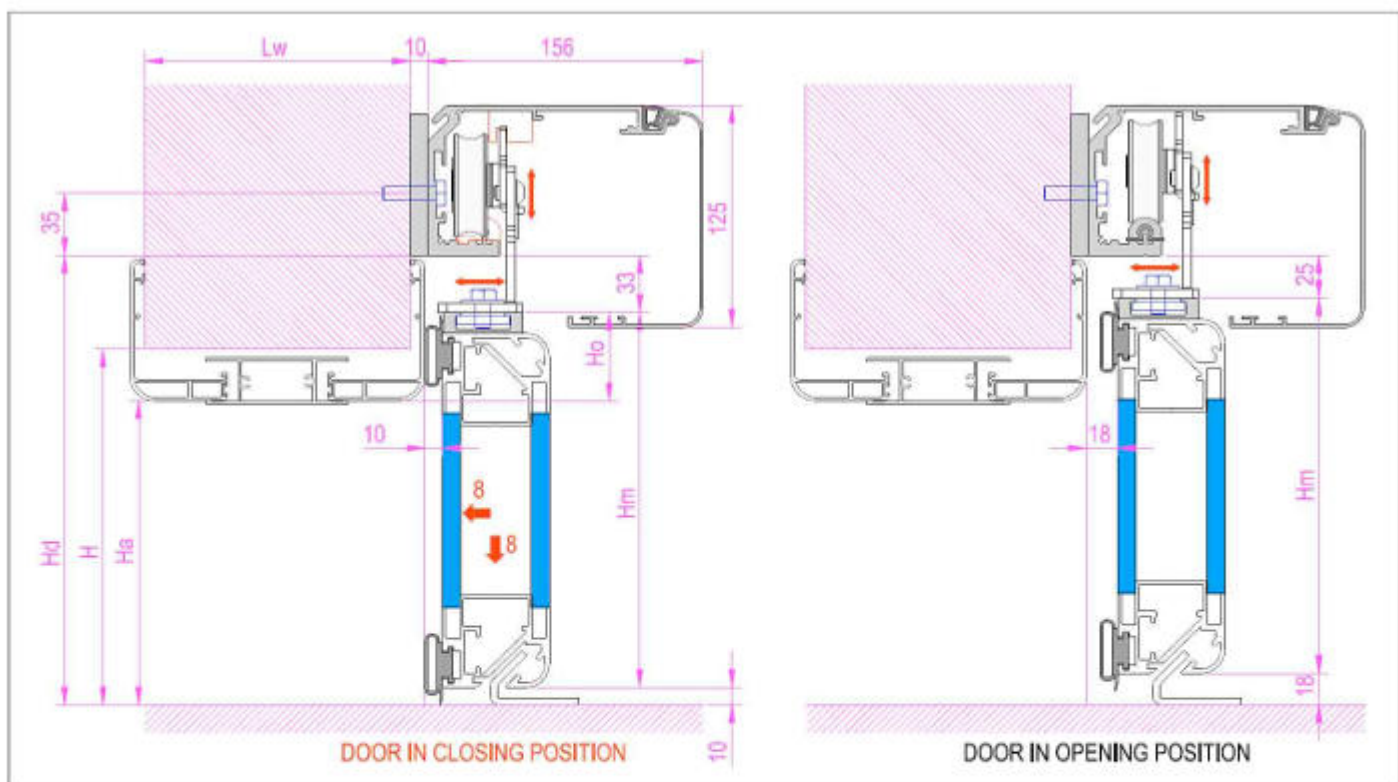 Lw 10 156
35
125
33
25
Ho
10
18
8
8
Hm
Hm
Hd
H
Ha
18
10
DOOR IN CLOSING POSITION
DOOR IN OPENING POSITION